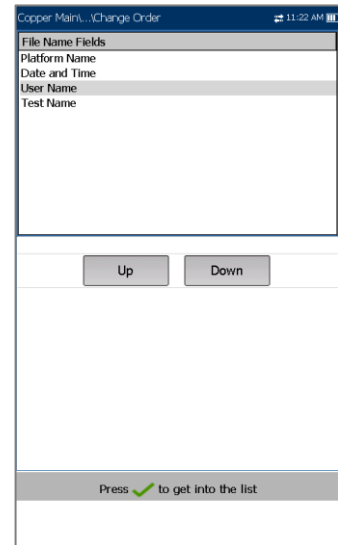 Copper Main\...\Change Order 11:22 AM
File Name Fields
Platform Name
Date and Time
User Name
Test Name
Up Down
Press to get into the list